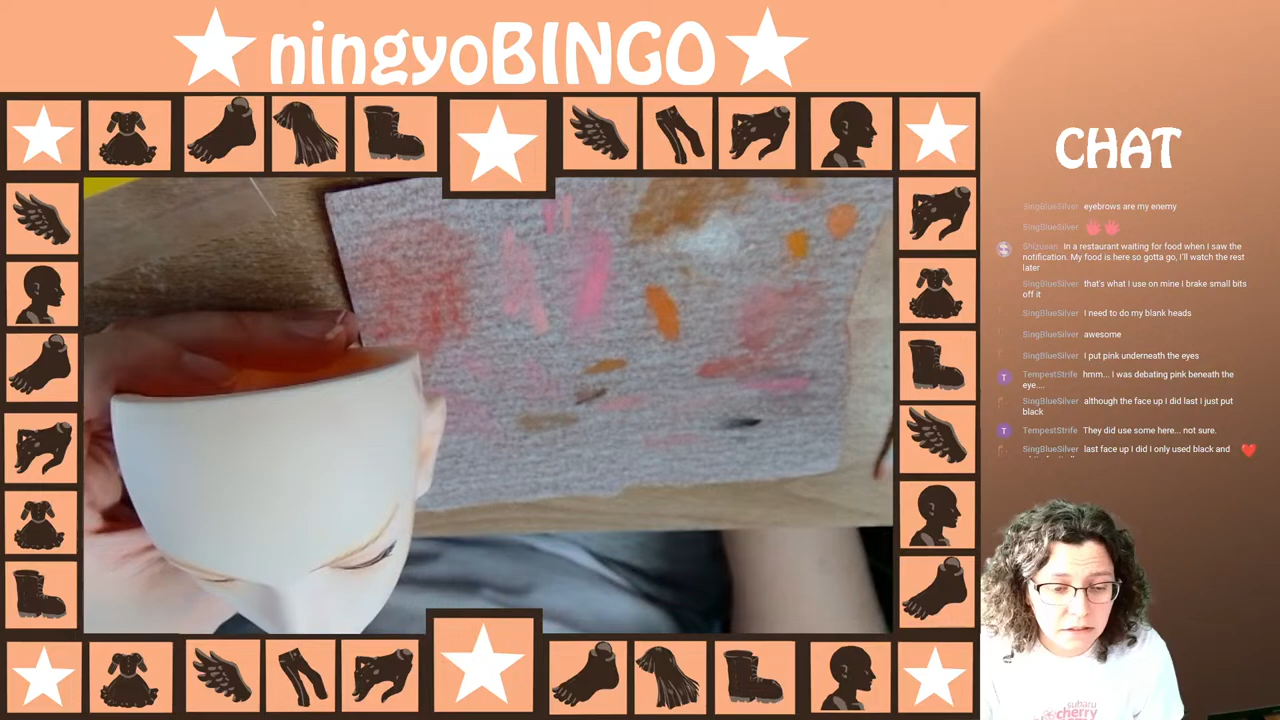 ningyoBINGO
CHAT
SingBlueSilver eyebrows are my enemy
SingBlueSilver
Shizusan In a restaurant waiting for food when I saw the
notification. My food is here so gotta go, I'll watch the rest
later
SingBlueSilver that's what I use on mine I brake small bits
off it
SingBlueSilver I need to do my blank heads
SingBlueSilver awesome
SingBlueSilver I put pink underneath the eyes
T TempestStrife hmm... I was debating pink beneath the
eye....
SingBlueSilver although the face up I did last I just put
black
T TempestStrife They did use some here... not sure.
SingBlueSilver last face up I did I only used black and
subaru
cherry